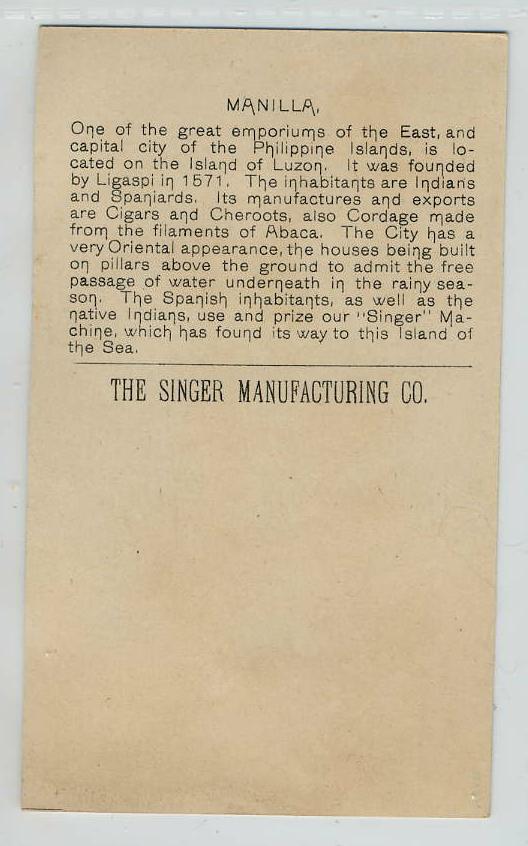 MANILLA,
One of the great emporiums of the East, and
capital city of the Philippine Islands, is lo-
cated on the Island of Luzon. It was founded
by Ligaspi in 1571. The inhabitants are Indians
and Spaniards. Its manufactures and exports
are Cigars and Cheroots, also Cordage made
from the filaments of Abaca. The City has a
very Oriental appearance, the houses being built
on pillars above the ground to admit the free
passage of water underneath in the rainy sea-
son. The Spanish inhabitants, as well as the
native Indians, use and prize our "Singer" Ma-
chine, which has found its way to this Island of
the Sea.
THE SINGER MANUFACTURING CO.